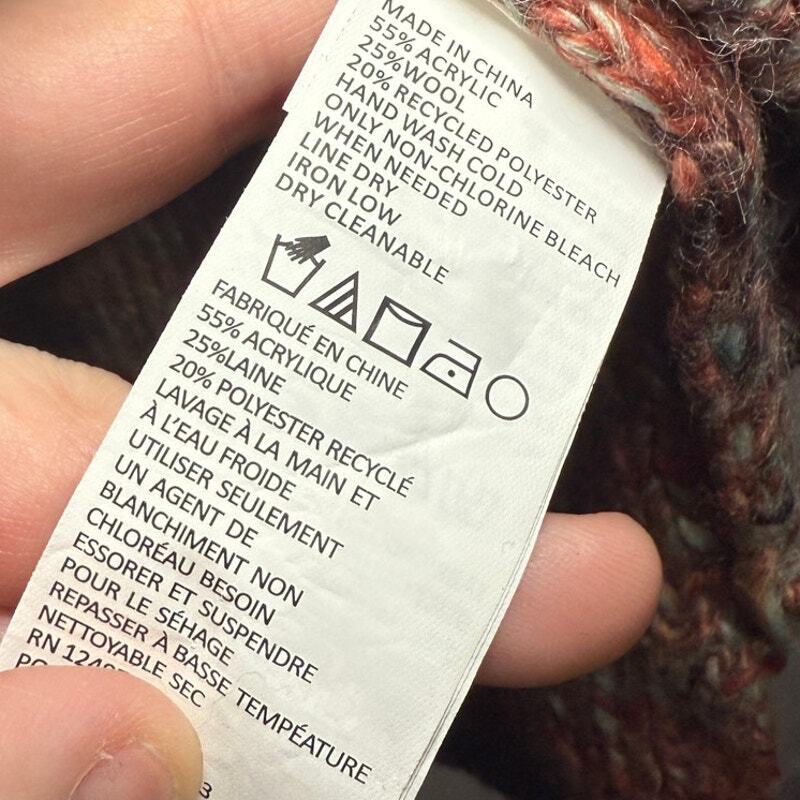 MADE IN CHINA
55% ACRYLIC
25%WOOL
20% RECYCLED POLYESTER
HAND WASH COLD
ONLY NON-CHLORINE BLEACH
WHEN NEEDED
LINE DRY
IRON LOW
DRY CLEANABLE
FABRIQUÉ EN CHINE
55% ACRYLIQUE
25%LAINE
20% POLYESTER RECYCLÉ
LAVAGE À LA MAIN ET
À L'EAU FROIDE
UTILISER SEULEMENT
UN AGENT DE
BLANCHIMENT NON
CHLORÉAU BESOIN
ESSORER ET SUSPENDRE
POUR LE SÉHAGE
REPASSER À BASSE TEMPÉATURE
NETTOYABLE SEC
RN
3